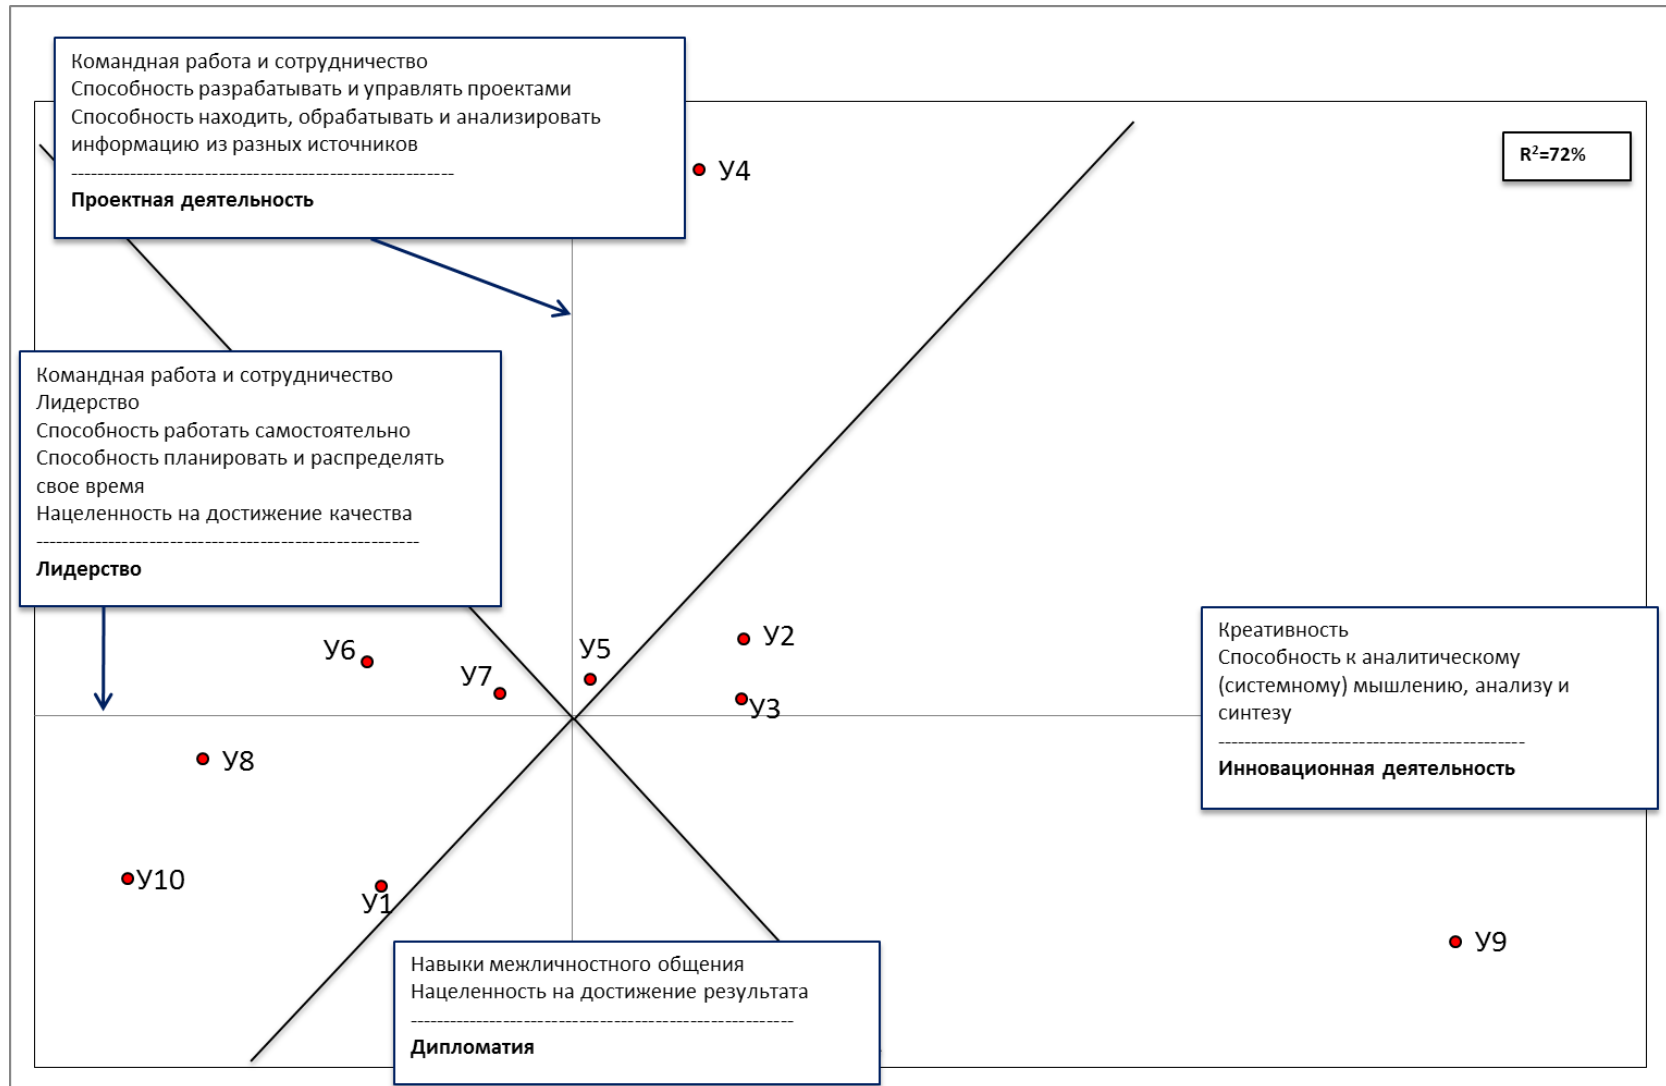 Командная работа и сотрудничество
Способность разрабатывать и управлять проектами
Способность находить, обрабатывать и анализировать
информацию из разных источников
----------------------------------------------------------
Проектная деятельность
R²=72%
У4
Командная работа и сотрудничество
Лидерство
Способность работать самостоятельно
Способность планировать и распределять
свое время
Нацеленность на достижение качества
----------------------------------------------------------
Лидерство
У6
У7
У5
У2
У3
Креативность
Способность к аналитическому
(системному) мышлению, анализу и
синтезу
-----------------------------------------------
Инновационная деятельность
У8
У10
У1
У9
Навыки межличностного общения
Нацеленность на достижение результата
----------------------------------------------------------
Дипломатия